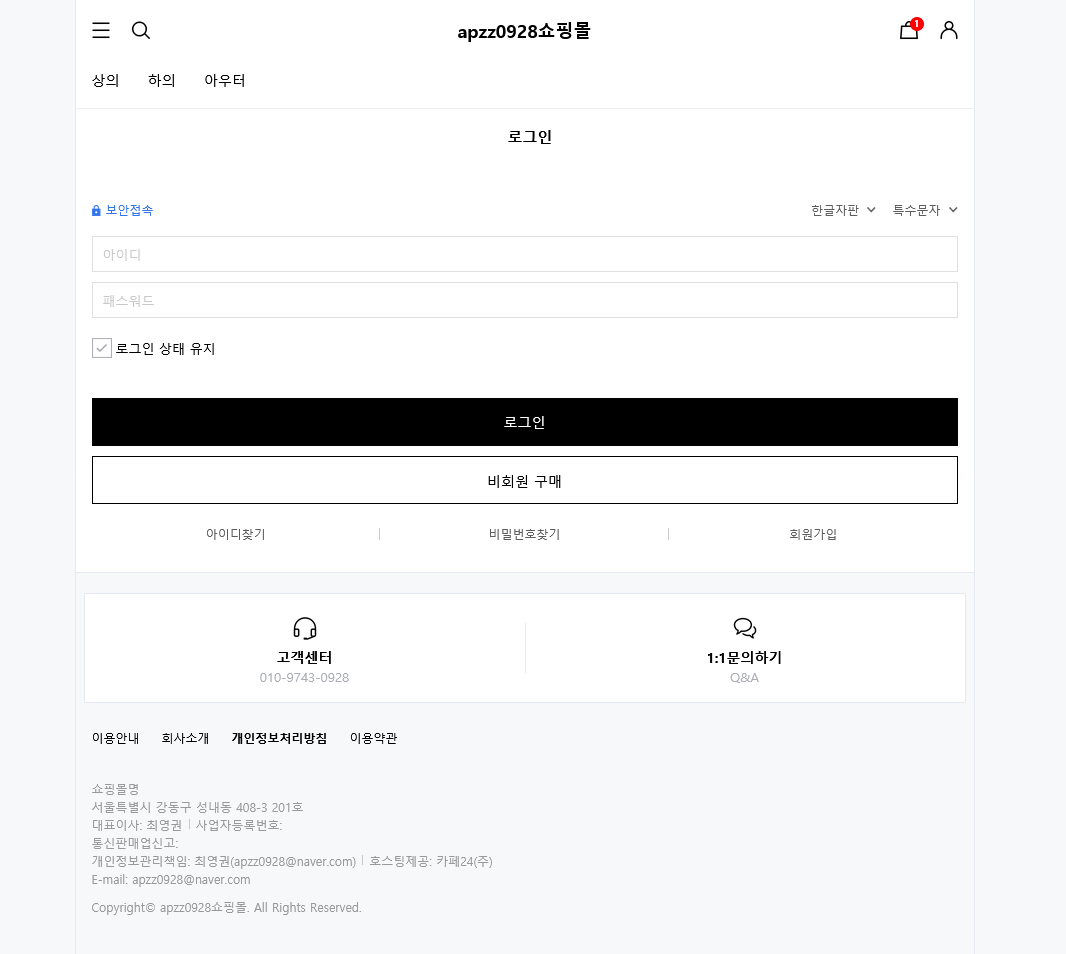 apzz0928쇼핑몰 1
상의 하의 아우터
로그인
보안접속 한글자판 특수문자
아이디
패스워드
로그인 상태 유지
로그인
비회원 구매
아이디찾기 비밀번호찾기 회원가입
고객센터 1:1문의하기
010-9743-0928 Q&A
이용안내 회사소개 개인정보처리방침 이용약관
쇼핑몰명
서울특별시 강동구 성내동 408-3 201호
대표이사: 최영권 | 사업자등록번호:
통신판매업신고:
개인정보관리책임: 최영권(apzz0928@naver.com) | 호스팅제공: 카페24(주)
E-mail: apzz0928@naver.com
Copyright© apzz0928쇼핑몰. All Rights Reserved.